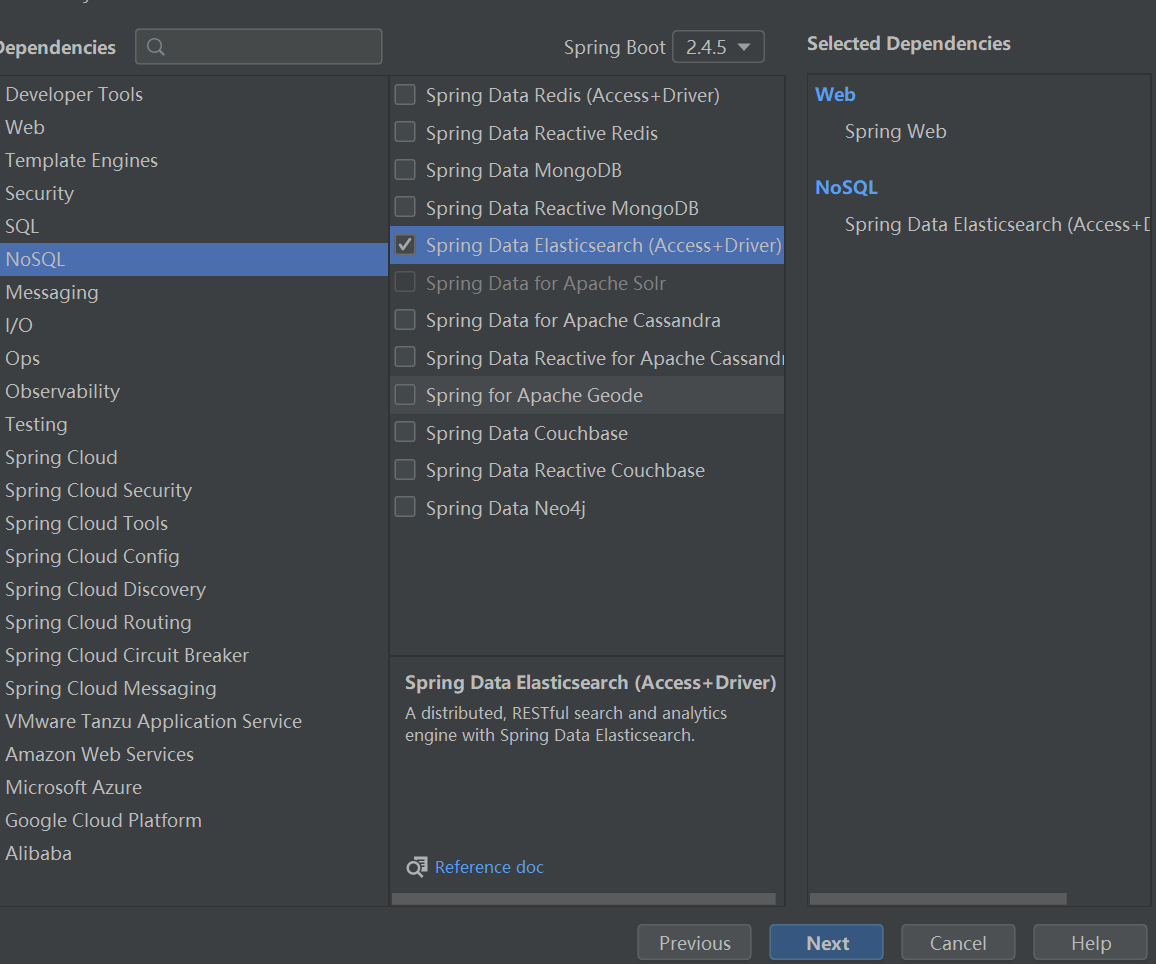 Dependencies
Spring Boot 2.4.5
Selected Dependencies
Developer Tools
Web
Template Engines
Security
SQL
NoSQL
Messaging
I/O
Ops
Observability
Testing
Spring Cloud
Spring Cloud Security
Spring Cloud Tools
Spring Cloud Config
Spring Cloud Discovery
Spring Cloud Routing
Spring Cloud Circuit Breaker
Spring Cloud Messaging
VMware Tanzu Application Service
Amazon Web Services
Microsoft Azure
Google Cloud Platform
Alibaba
Spring Data Redis (Access+Driver)
Spring Data Reactive Redis
Spring Data MongoDB
Spring Data Reactive MongoDB
Spring Data Elasticsearch (Access+Driver)
Spring Data for Apache Solr
Spring Data for Apache Cassandra
Spring Data Reactive for Apache Cassandr
Spring for Apache Geode
Spring Data Couchbase
Spring Data Reactive Couchbase
Spring Data Neo4j
Spring Data Elasticsearch (Access+Driver)
A distributed, RESTful search and analytics
engine with Spring Data Elasticsearch.
Reference doc
Web
Spring Web
NoSQL
Spring Data Elasticsearch (Access+D
Previous
Next
Cancel
Help